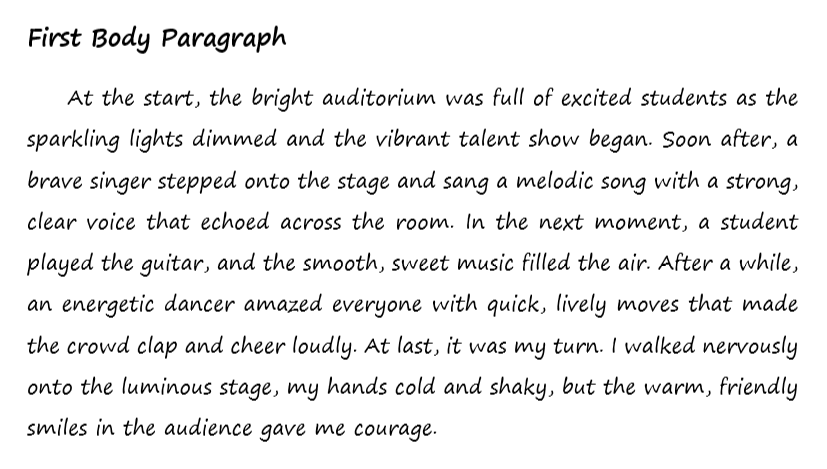 First Body Paragraph
At the start, the bright auditorium was full of excited students as the
sparkling lights dimmed and the vibrant talent show began. Soon after, a
brave singer stepped onto the stage and sang a melodic song with a strong,
clear voice that echoed across the room. In the next moment, a student
played the guitar, and the smooth, sweet music filled the air. After a while,
an energetic dancer amazed everyone with quick, lively moves that made
the crowd clap and cheer loudly. At last, it was my turn. I walked nervously
onto the luminous stage, my hands cold and shaky, but the warm, friendly
smiles in the audience gave me courage.